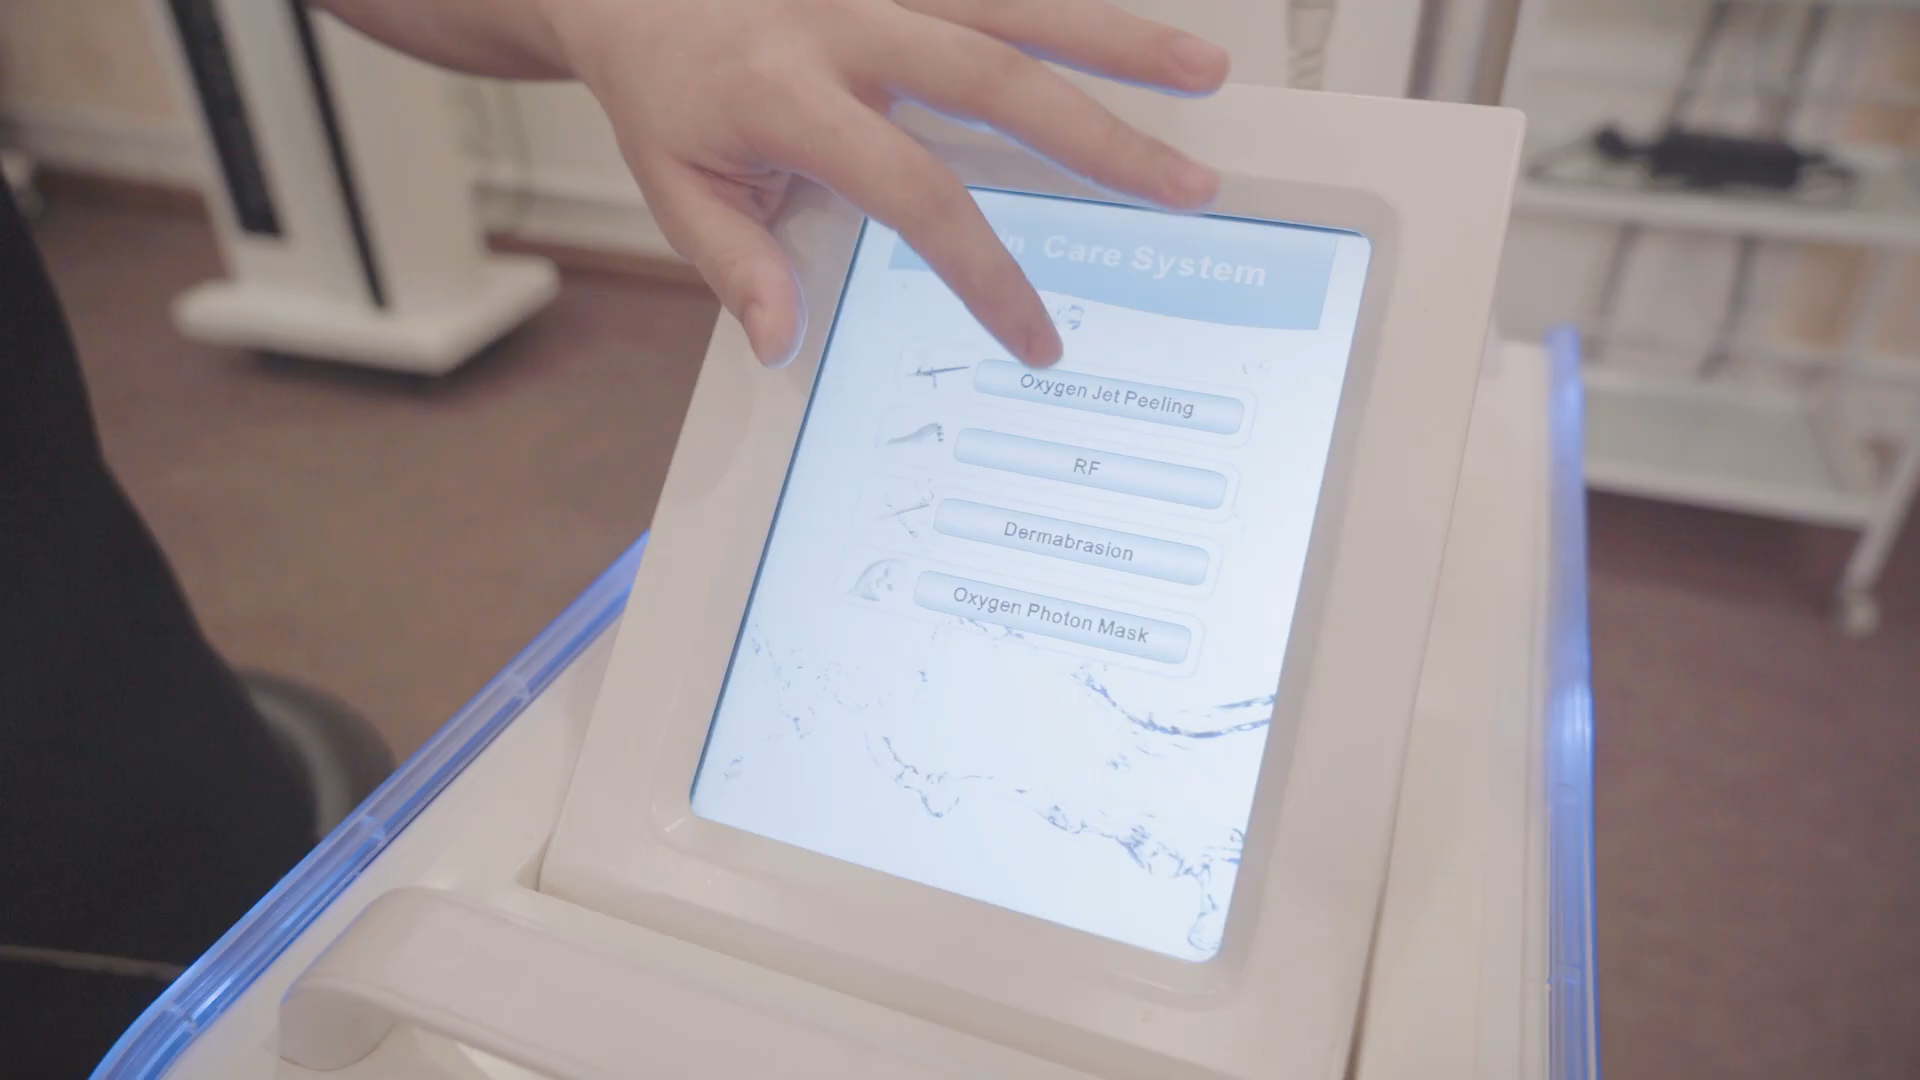 Care System
Oxygen Jet Peeling
RF
Dermabrasion
Oxygen Photon Mask